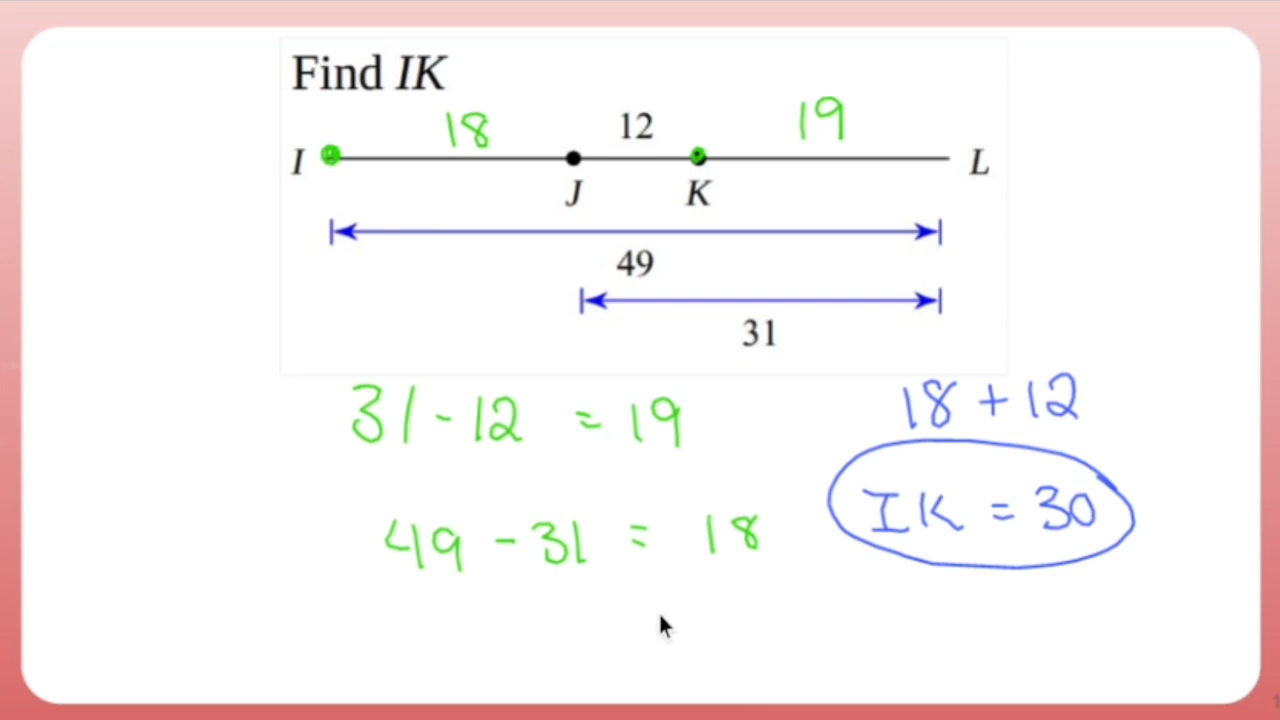 Find IK
18 12 19
I J K L
49
31
31 - 12 = 19
18 + 12
IK = 30
49 - 31 = 18